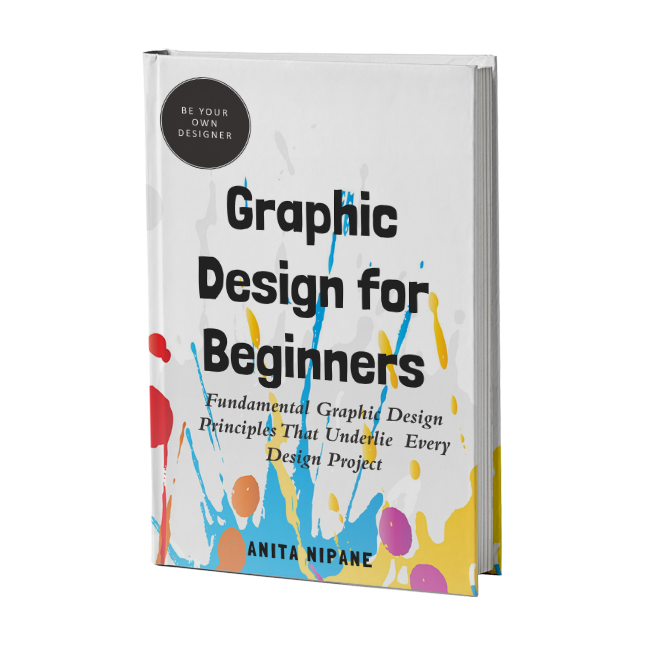 BE YOUR
OWN
DESIGNER
Graphic
Design for
Beginners
Fundamental Graphic Design
Principles That Underlie Every
Design Project
ANITA NIPANE